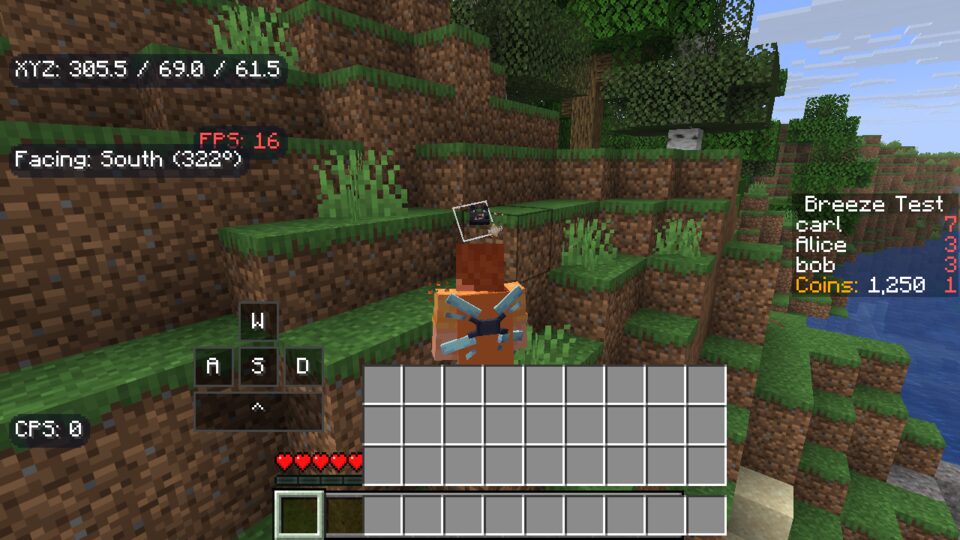 XYZ: 305.5 / 69.0 / 61.5
FPS: 16
Facing: South (322°)
Breeze Test
carl 7
Alice 3
bob 3
Coins: 1,250 1
W
A S D
^
CPS: 0